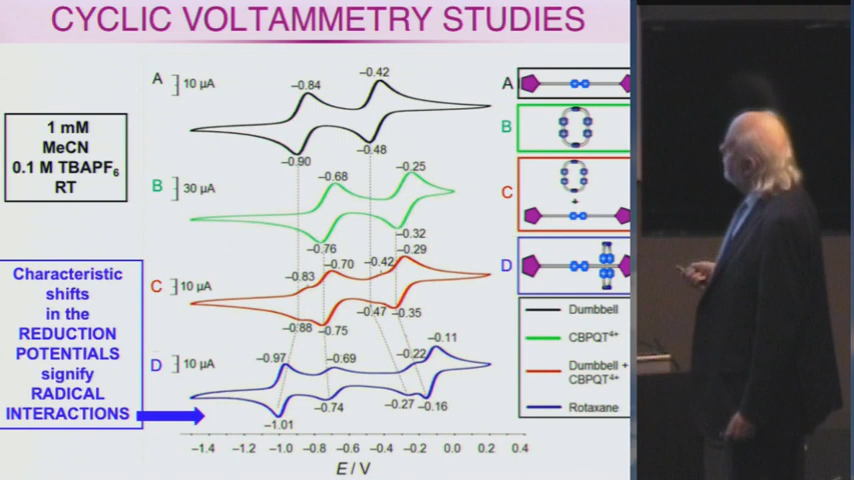 CYCLIC VOLTAMMETRY STUDIES
1 mM
MeCN
0.1 M TBAPF6
RT
Characteristic
shifts
in the
REDUCTION
POTENTIALS
signify
RADICAL
INTERACTIONS
A
10 µA
−0.84
−0.42
−0.90
−0.48
B
30 µA
−0.68
−0.25
−0.76
−0.32
C
10 µA
−0.83
−0.70
−0.42
−0.29
−0.88
−0.75
−0.47
−0.35
D
10 µA
−0.97
−0.69
−0.22
−0.11
−1.01
−0.74
−0.27
−0.16
−1.4 −1.2 −1.0 −0.8 −0.6 −0.4 −0.2 0.0 0.2 0.4
E / V
A
B
C
+
D
Dumbbell
CBPQT4+
Dumbbell +
CBPQT4+
Rotaxane